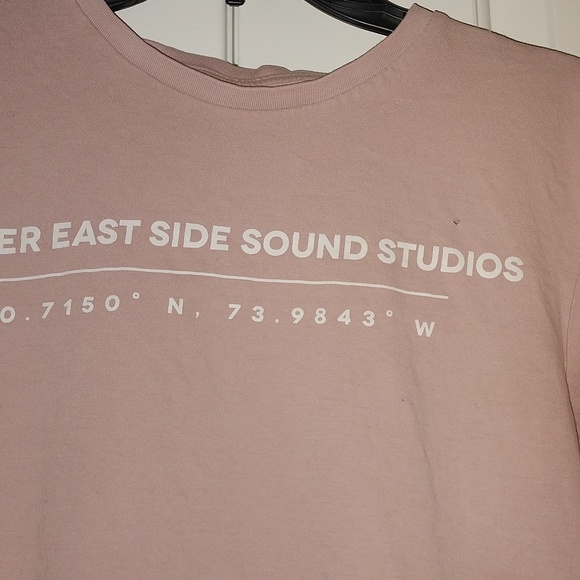 ER EAST SIDE SOUND STUDIOS
0.7150° N, 73.9843° W